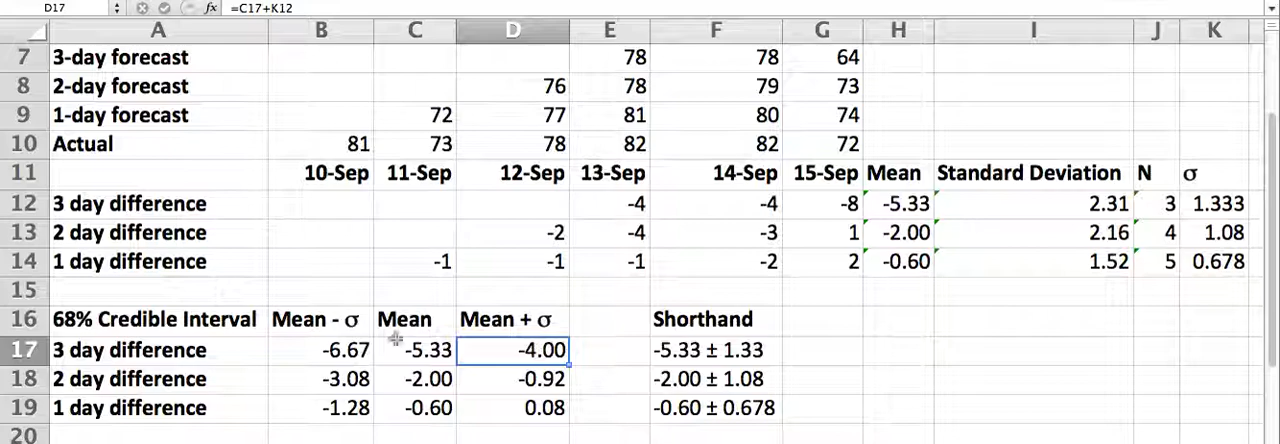 D17 fx =C17+K12
A B C D E F G H I J K
7 3-day forecast 78 78 64
8 2-day forecast 76 78 79 73
9 1-day forecast 72 77 81 80 74
10 Actual 81 73 78 82 82 72
11 10-Sep 11-Sep 12-Sep 13-Sep 14-Sep 15-Sep Mean Standard Deviation N σ
12 3 day difference -4 -4 -8 -5.33 2.31 3 1.333
13 2 day difference -2 -4 -3 1 -2.00 2.16 4 1.08
14 1 day difference -1 -1 -1 -2 2 -0.60 1.52 5 0.678
15
16 68% Credible Interval Mean - σ Mean Mean + σ Shorthand
17 3 day difference -6.67 -5.33 -4.00 -5.33 ± 1.33
18 2 day difference -3.08 -2.00 -0.92 -2.00 ± 1.08
19 1 day difference -1.28 -0.60 0.08 -0.60 ± 0.678
20